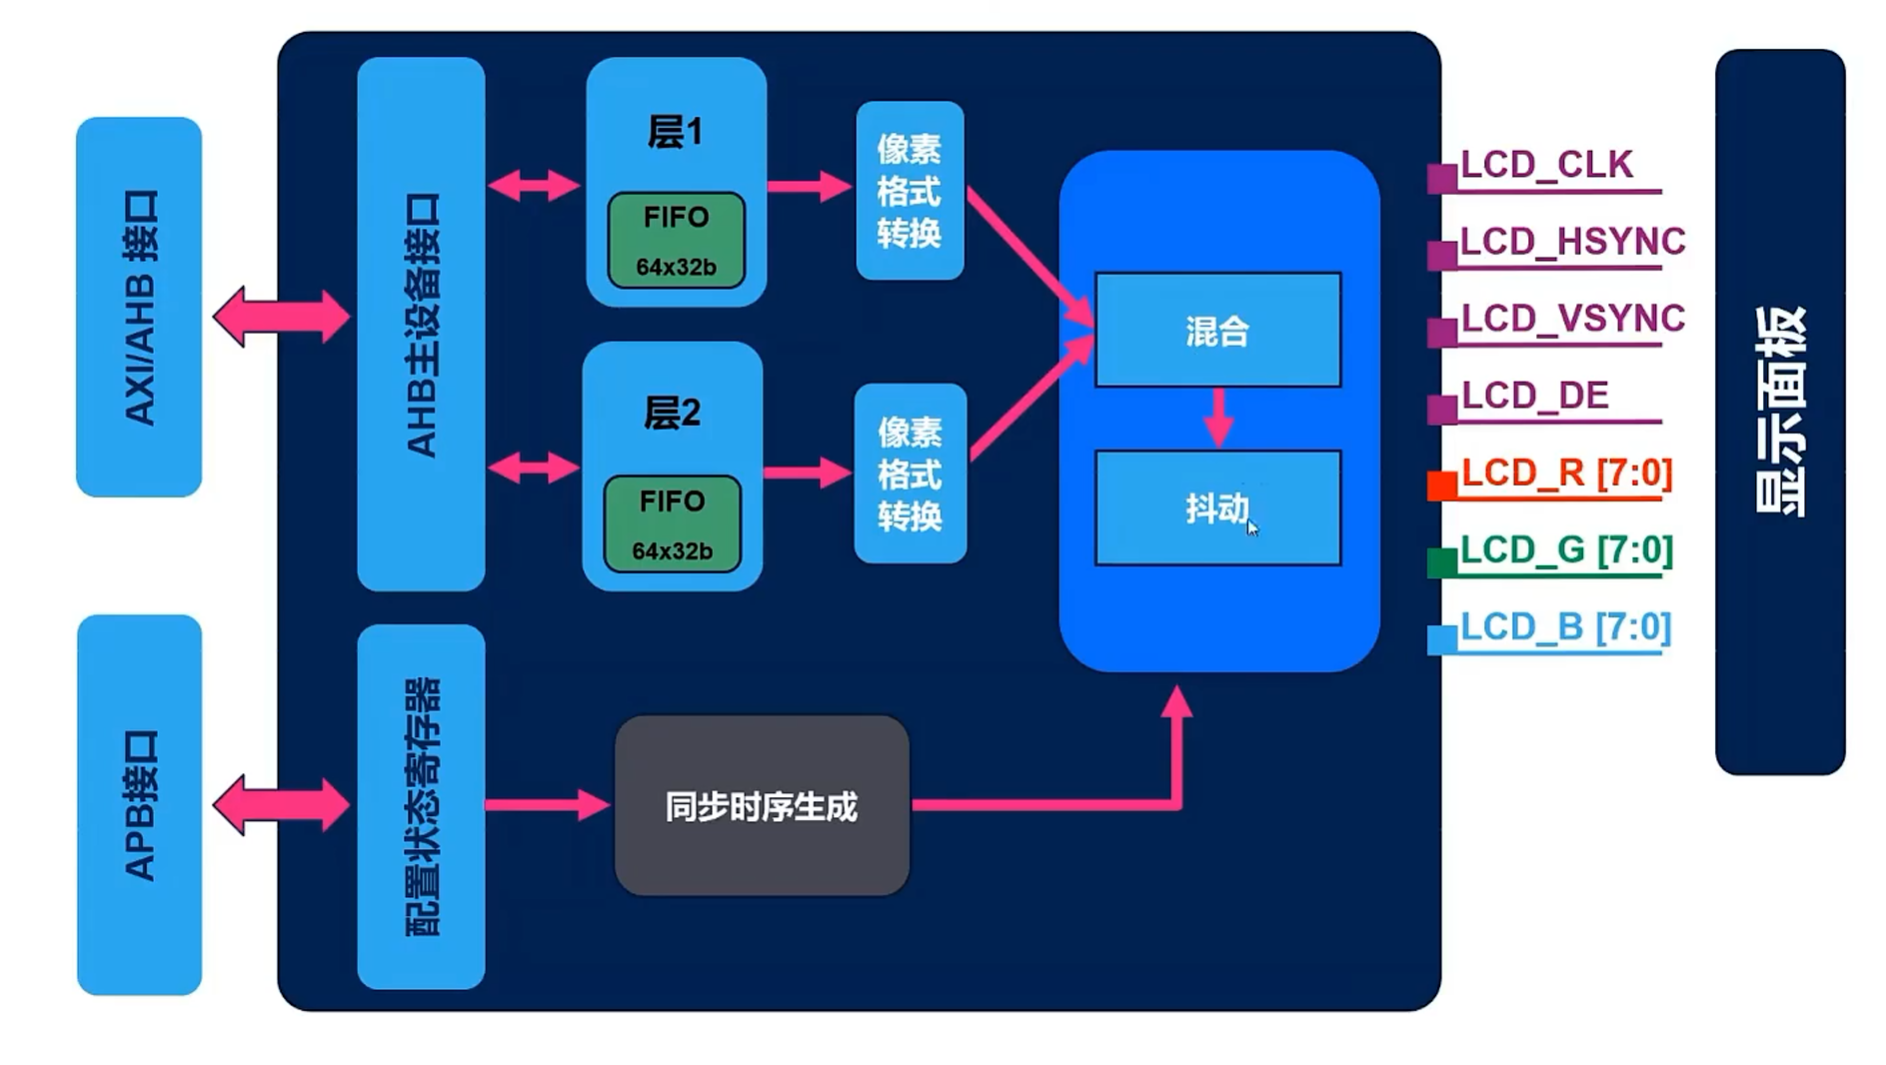 AXI/AHB 接口
APB接口
AHB主设备接口
配置状态寄存器
层1
FIFO
64x32b
层2
FIFO
64x32b
像素
格式
转换
像素
格式
转换
同步时序生成
混合
抖动
LCD_CLK
LCD_HSYNC
LCD_VSYNC
LCD_DE
LCD_R [7:0]
LCD_G [7:0]
LCD_B [7:0]
显示面板